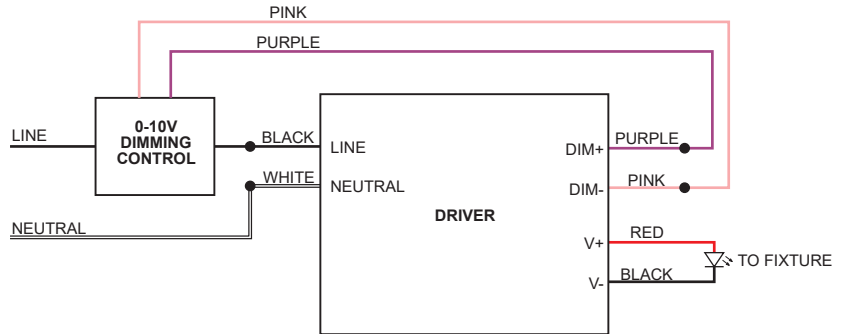 PINK
PURPLE
LINE
0-10V
DIMMING
CONTROL
BLACK
LINE
DIM+
PURPLE
WHITE
NEUTRAL
DIM-
PINK
NEUTRAL
DRIVER
V+
RED
TO FIXTURE
V-
BLACK